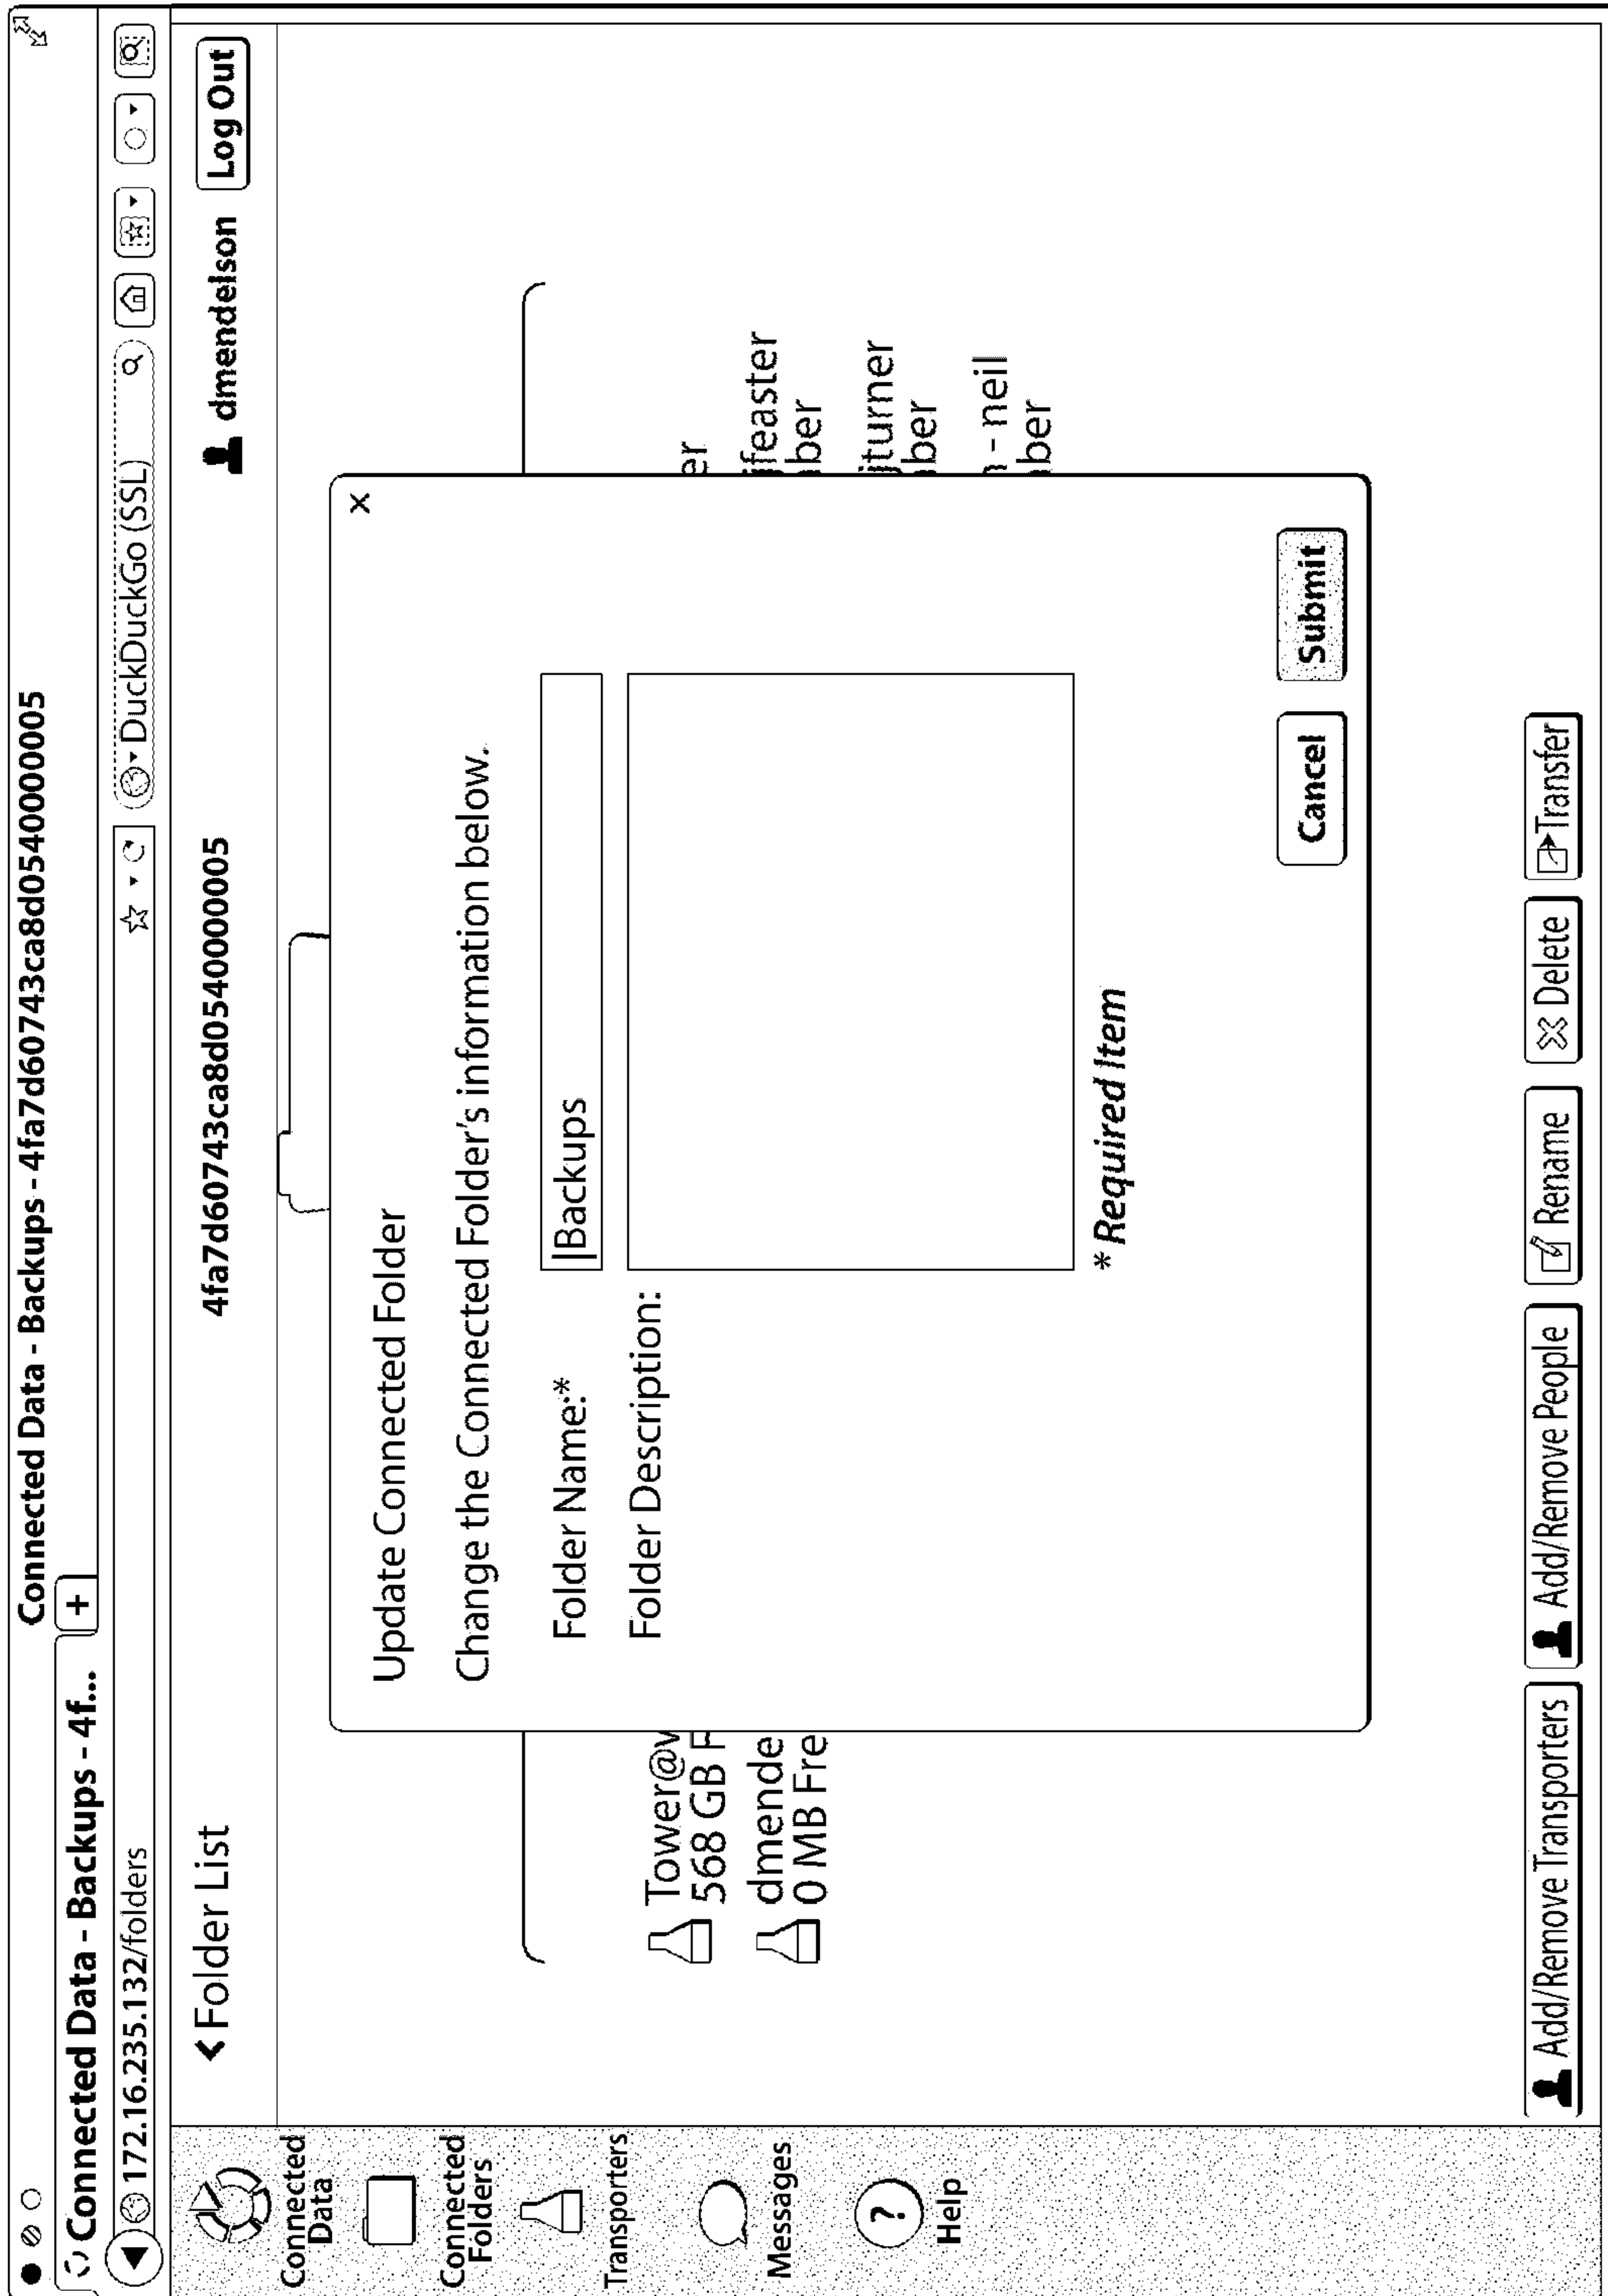 Connected Data - Backups - 4fa7d60743ca8d0540000005
Connected Data - Backups - 4f...
+
172.16.235.132/folders
DuckDuckGo (SSL)
Folder List
4fa7d60743ca8d0540000005
dmendelson
Log Out
Connected
Data
Connected
Folders
Transporters
Messages
?
Help
Update Connected Folder
x
Change the Connected Folder's information below.
Folder Name:*
Backups
Folder Description:
* Required Item
Cancel
Submit
Tower@
568 GB F
dmende
0 MB Fre
er
feaster
ber
jturner
ber
- neil
ber
Add/Remove Transporters
Add/Remove People
Rename
Delete
Transfer